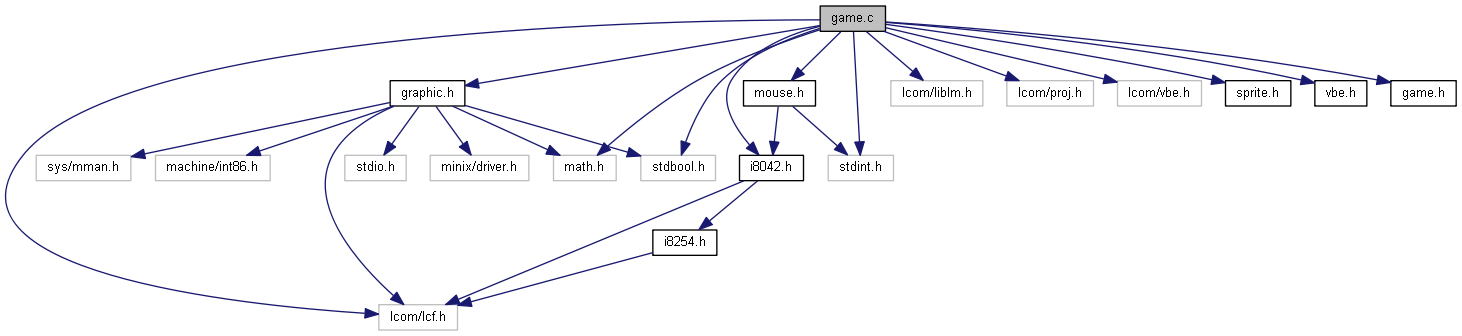 game.c
graphic.h
mouse.h
lcom/liblm.h
lcom/proj.h
lcom/vbe.h
sprite.h
vbe.h
game.h
sys/mman.h
machine/int86.h
stdio.h
minix/driver.h
math.h
stdbool.h
i8042.h
stdint.h
i8254.h
lcom/lcf.h